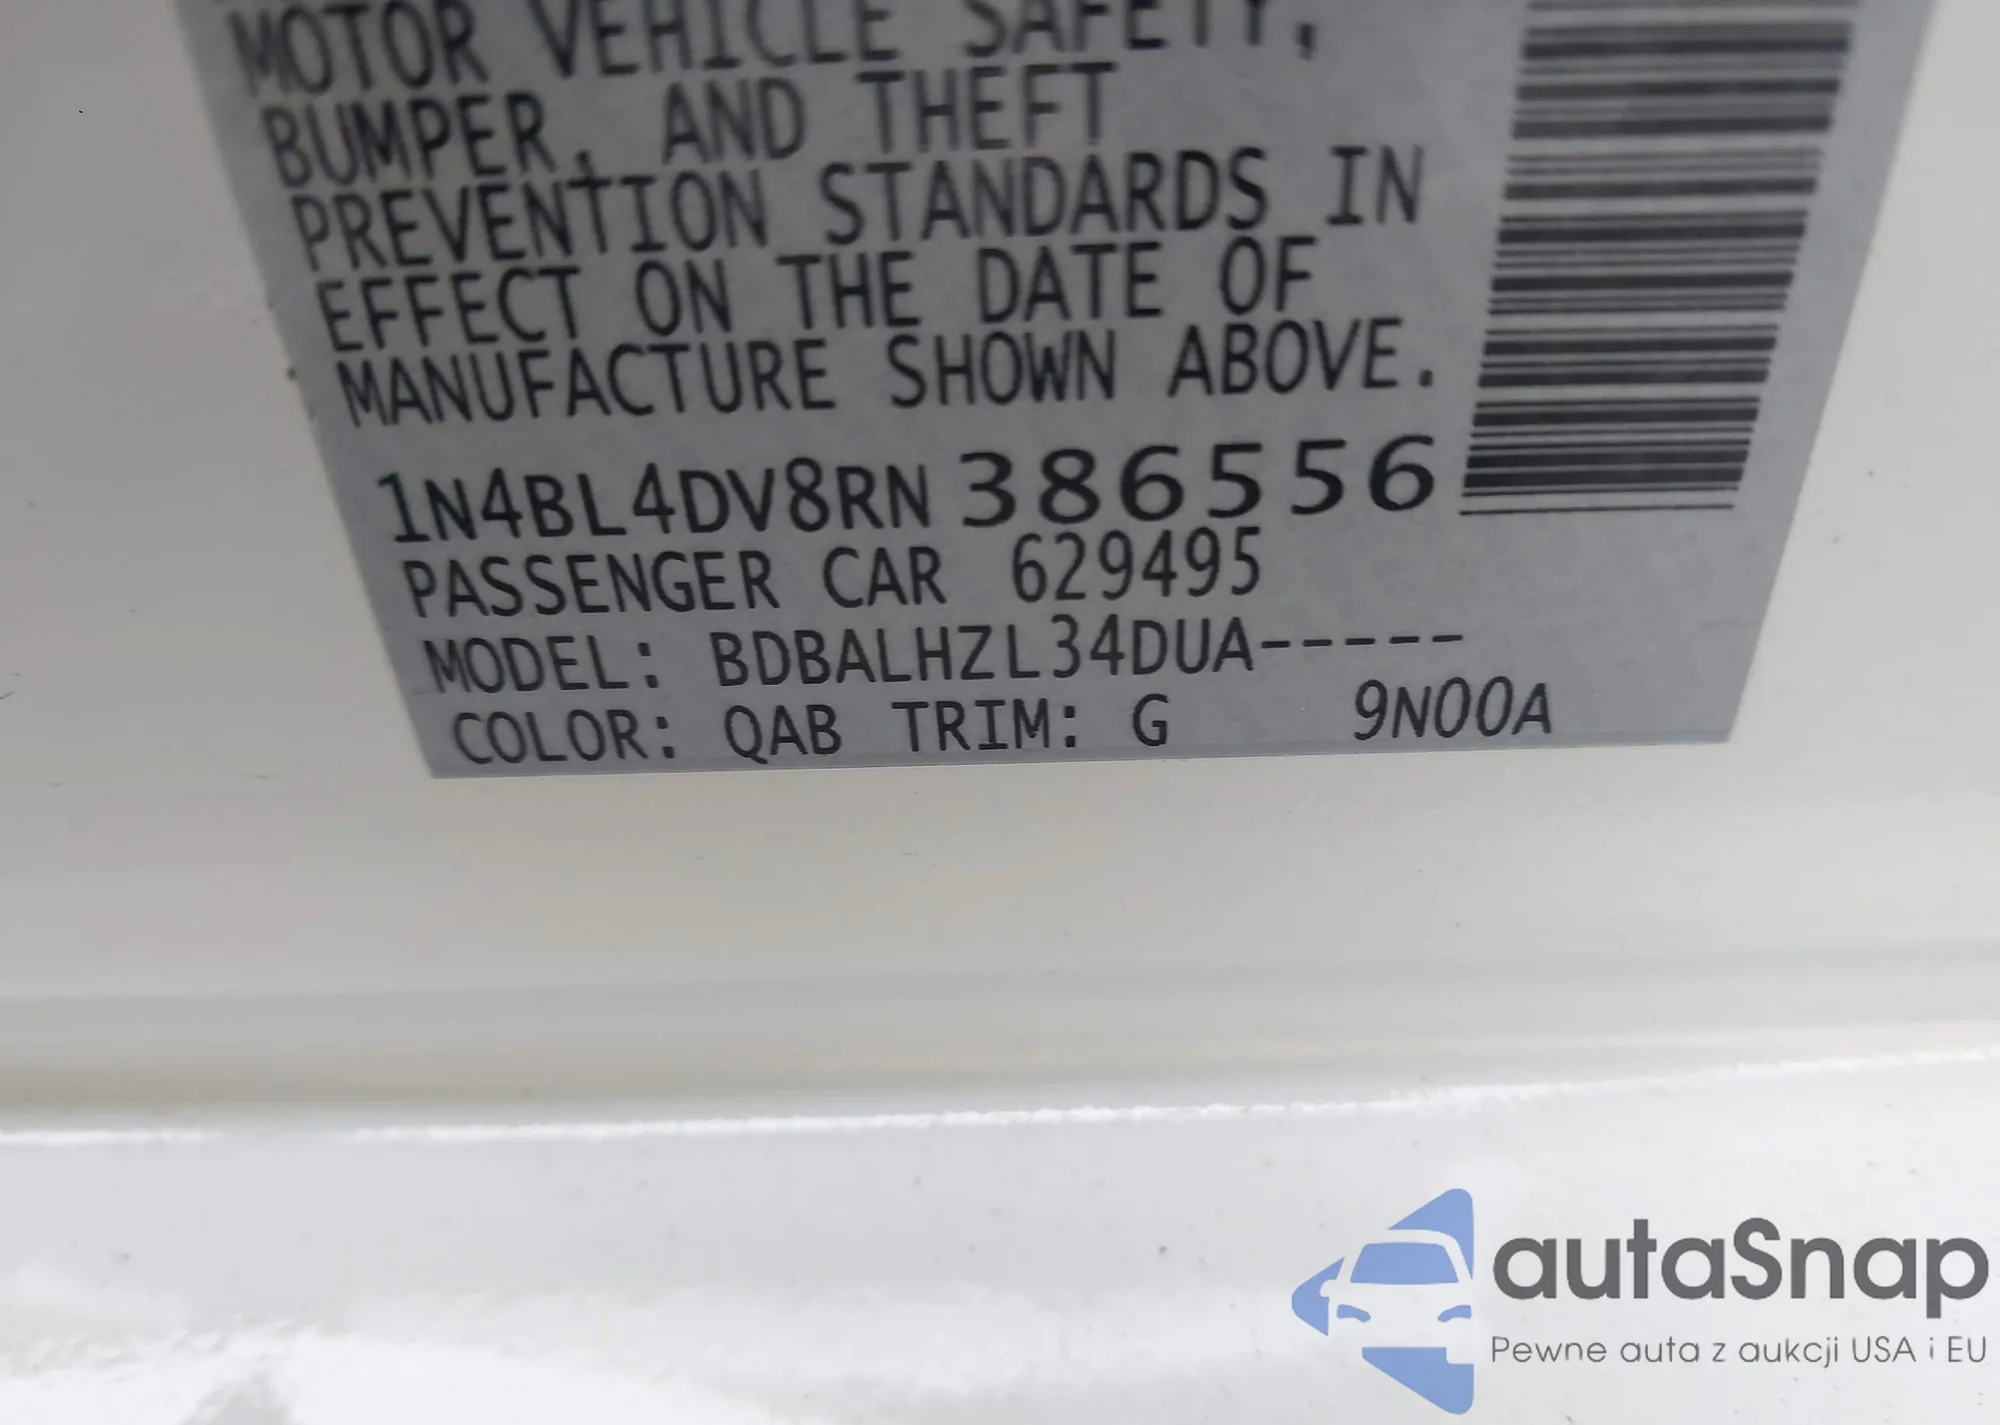 MOTOR VEHICLE SAFETY,
BUMPER, AND THEFT
PREVENTION STANDARDS IN
EFFECT ON THE DATE OF
MANUFACTURE SHOWN ABOVE.
1N4BL4DV8RN386556
PASSENGER CAR 629495
MODEL: BDBALHZL34DUA-----
COLOR: QAB TRIM: G 9N00A
autaSnap
Pewne auta z aukcji USA i EU